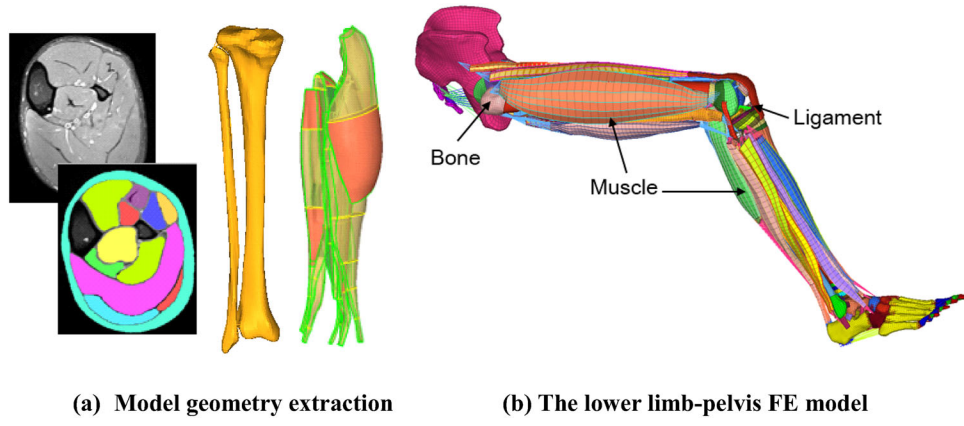 Bone
Muscle
Ligament
(a) Model geometry extraction
(b) The lower limb-pelvis FE model